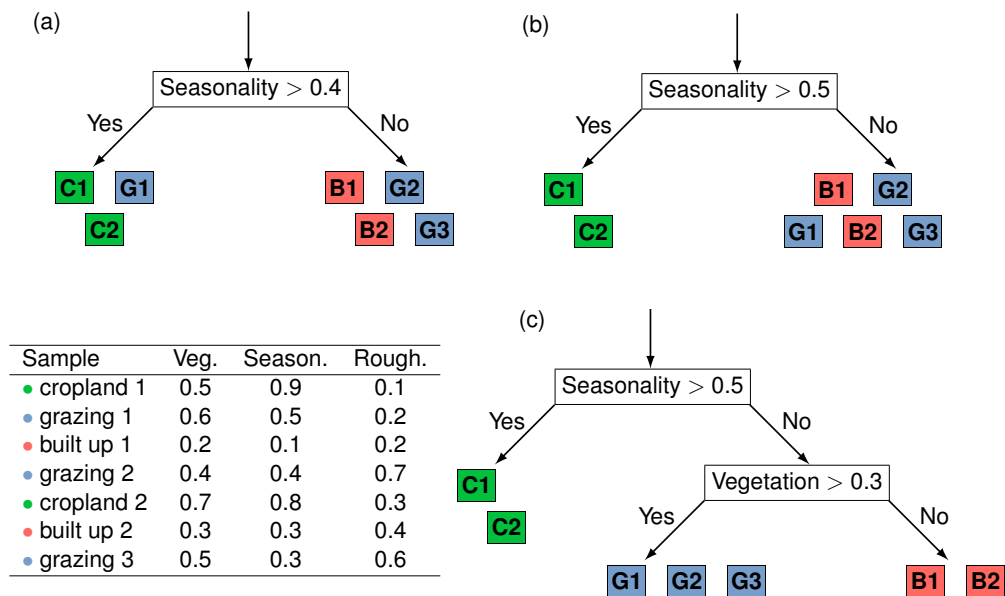 (a)
Seasonality > 0.4
Yes
No
C1 G1
C2
B1 G2
B2 G3
(b)
Seasonality > 0.5
Yes
No
C1
C2
B1 G2
G1 B2 G3
Sample Veg. Season. Rough.
cropland 1 0.5 0.9 0.1
grazing 1 0.6 0.5 0.2
built up 1 0.2 0.1 0.2
grazing 2 0.4 0.4 0.7
cropland 2 0.7 0.8 0.3
built up 2 0.3 0.3 0.4
grazing 3 0.5 0.3 0.6
(c)
Seasonality > 0.5
Yes
No
C1
C2
Vegetation > 0.3
Yes
No
G1 G2 G3
B1 B2